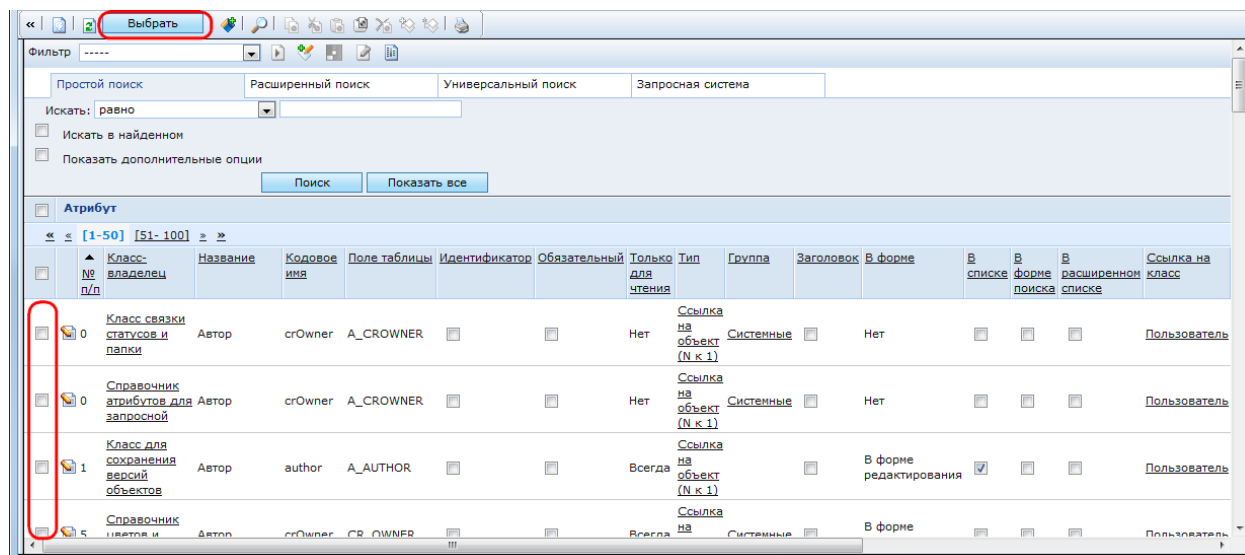 « Выбрать
Фильтр -----
Простой поиск Расширенный поиск Универсальный поиск Запросная система
Искать: равно
Искать в найденном
Показать дополнительные опции
Поиск Показать все
Атрибут
« « [1-50] [51- 100] » »
№ п/п Класс-владелец Название Кодовое имя Поле таблицы Идентификатор Обязательный Только для чтения Тип Группа Заголовок В форме В списке В форме поиска В расширенном списке Ссылка на класс
0 Класс связки статусов и папки Автор crOwner A_CROWNER Нет Ссылка на объект (N к 1) Системные Нет Пользователь
0 Справочник атрибутов для запросной Автор crOwner A_CROWNER Нет Ссылка на объект (N к 1) Системные Нет Пользователь
1 Класс для сохранения версий объектов Автор author A_AUTHOR Всегда Ссылка на объект (N к 1) В форме редактирования Пользователь
5 Справочник цветов и Автор crOwner CR_OWNER Всегда Ссылка на Системные В форме Пользователь